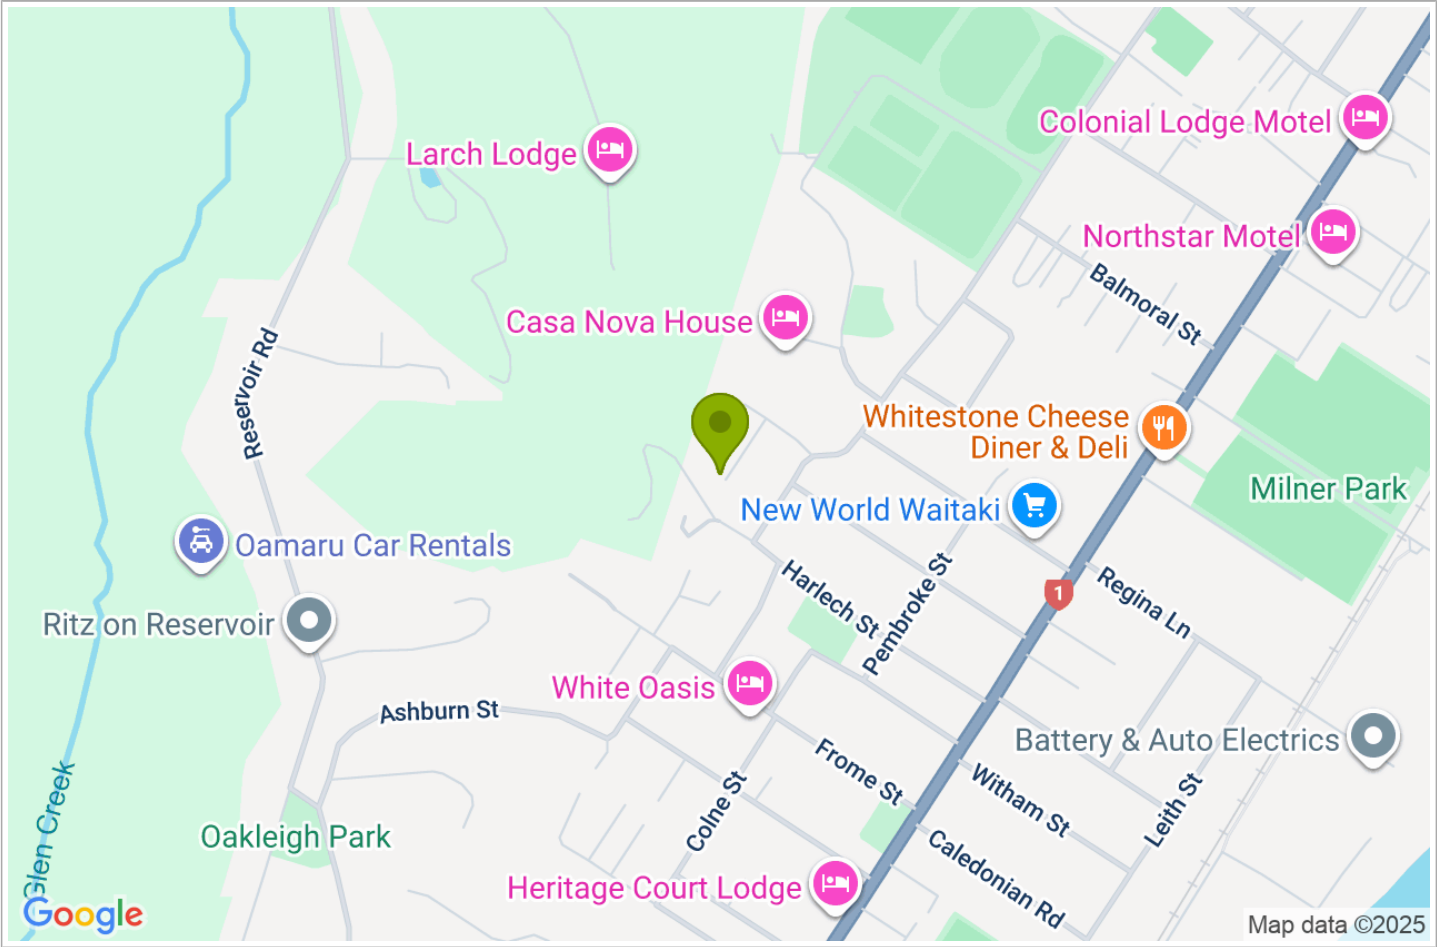 Colonial Lodge Motel
Larch Lodge
Northstar Motel
Balmoral St
Casa Nova House
Reservoir Rd
Whitestone Cheese
Diner & Deli
Milner Park
New World Waitaki
Oamaru Car Rentals
Harlech St
Pembroke St
1
Regina Ln
Ritz on Reservoir
White Oasis
Ashburn St
Battery & Auto Electrics
Frome St
Witham St
Leith St
Colne St
Glen Creek
Oakleigh Park
Caledonian Rd
Heritage Court Lodge
Google
Map data ©2025